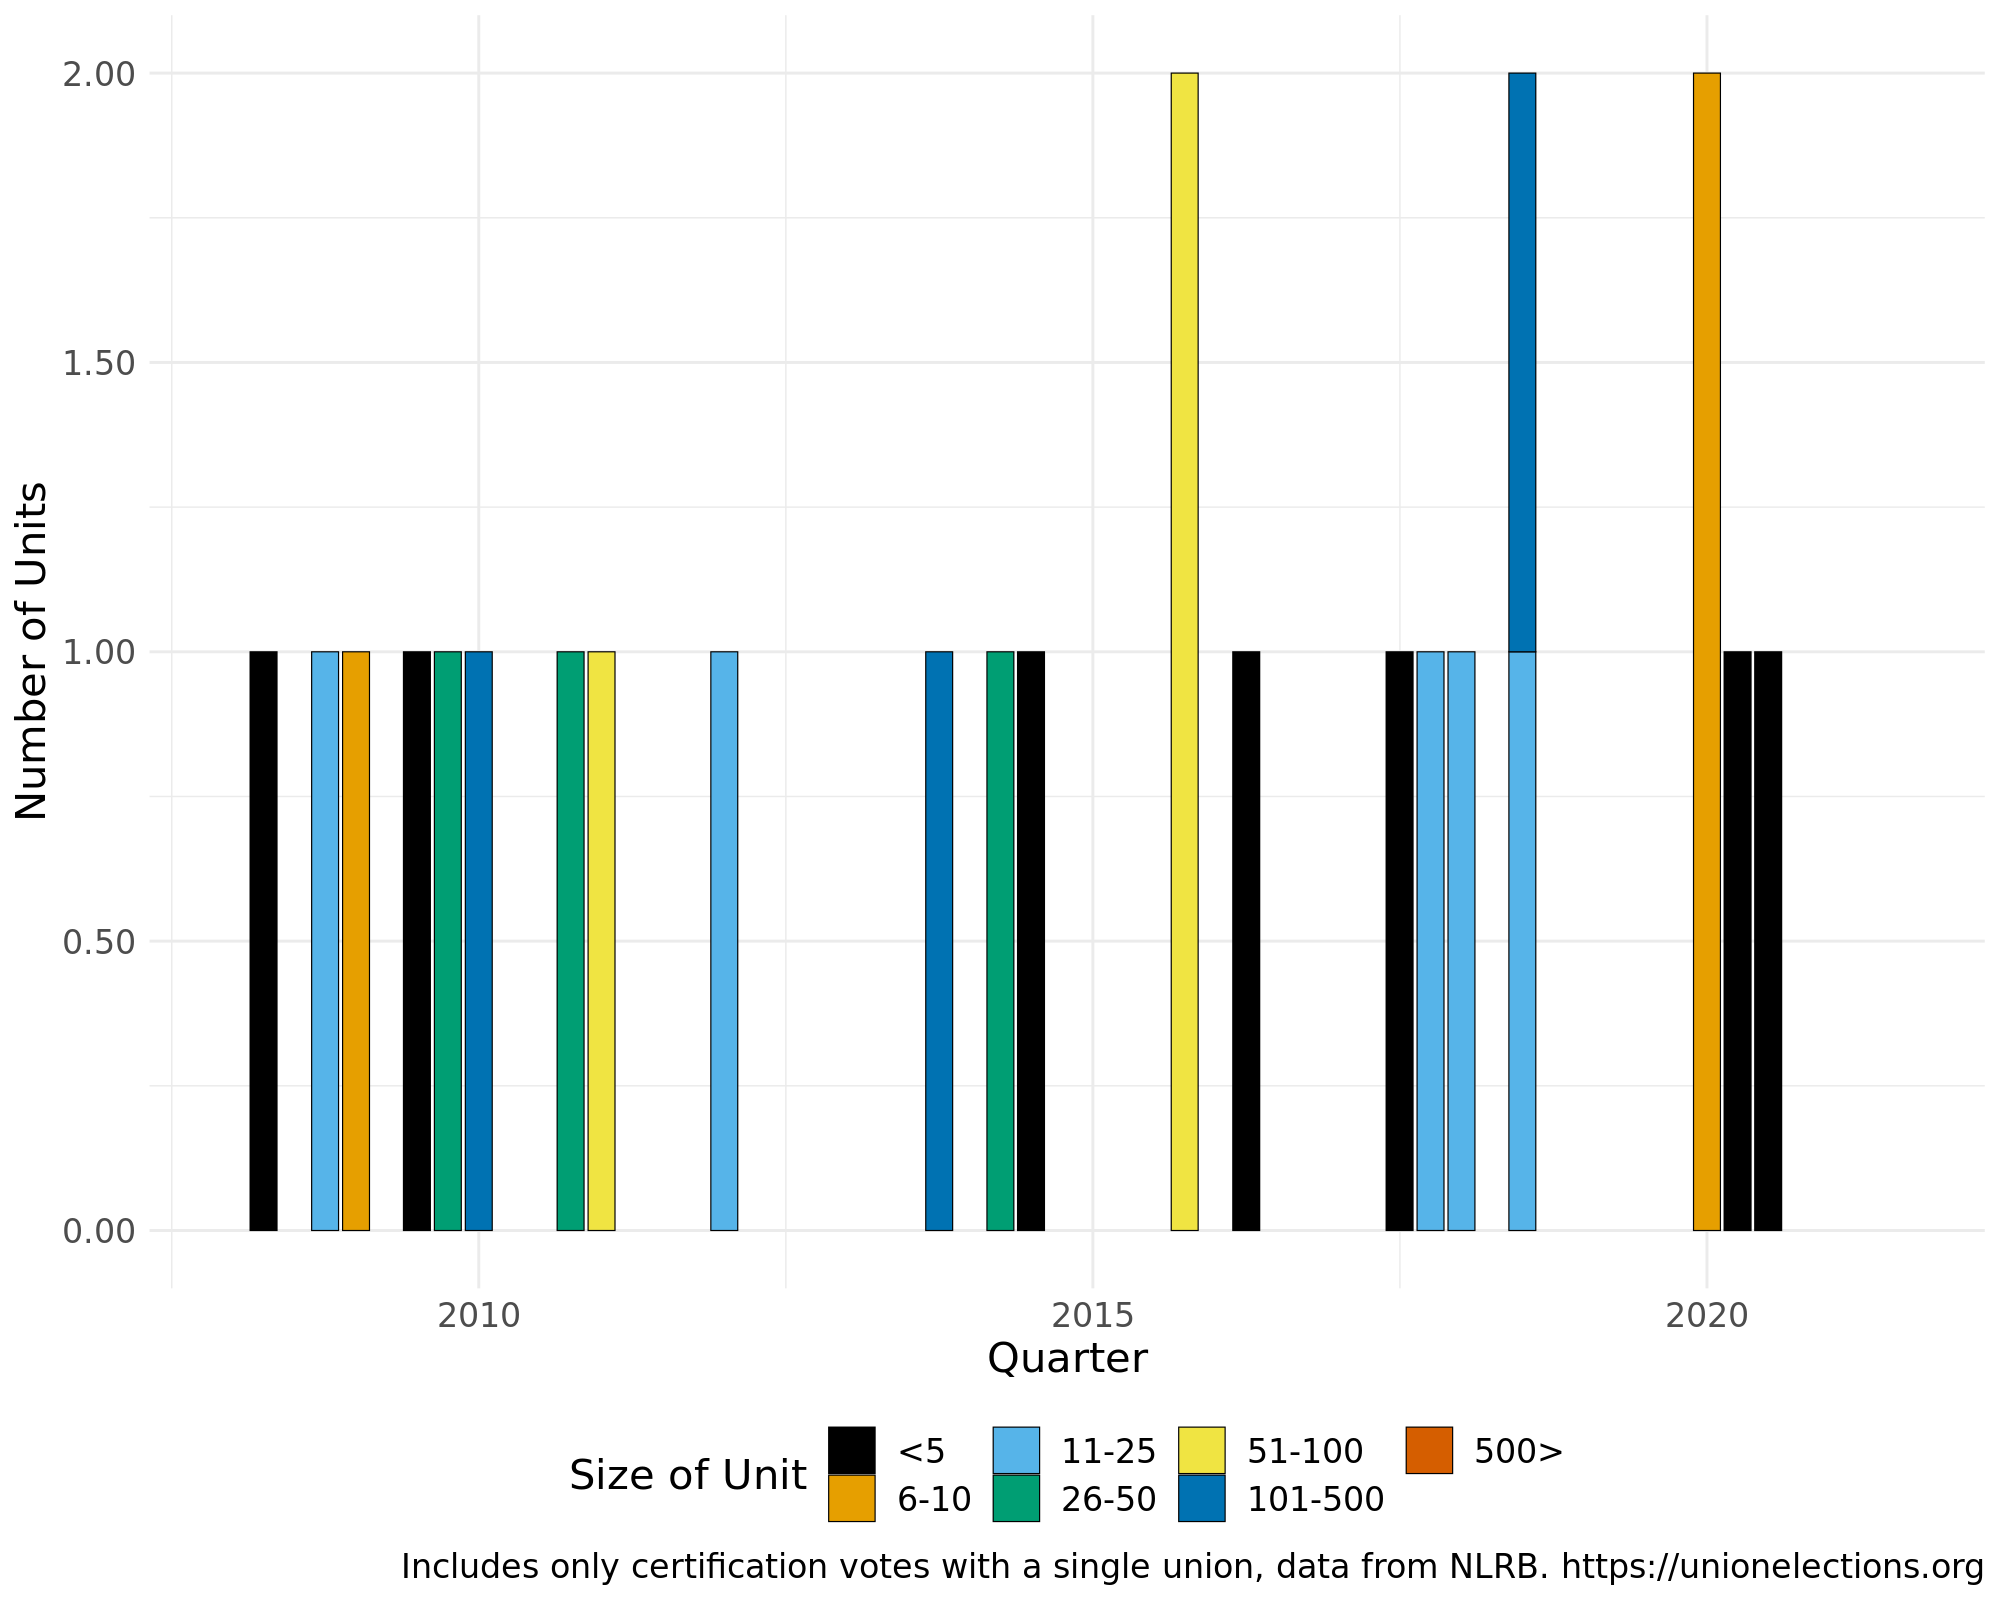 2.00
1.50
1.00
0.50
0.00
Number of Units
2010 2015 2020
Quarter
Size of Unit
<5 11-25 51-100 500>
6-10 26-50 101-500
Includes only certification votes with a single union, data from NLRB. https://unionelections.org